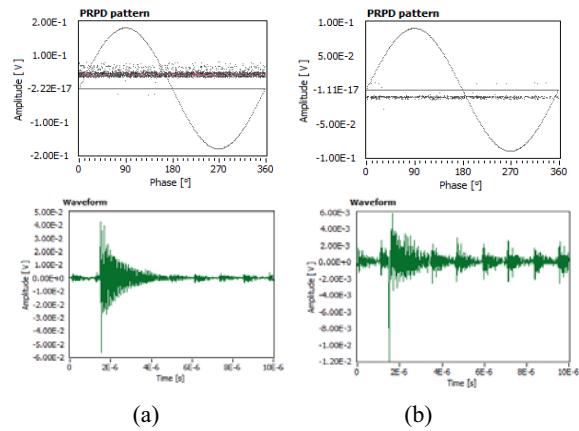 PRPD pattern
Amplitude [ V ]
2.00E-1
1.00E-1
-2.22E-17
-1.00E-1
-2.00E-1
0 90 180 270 360
Phase [°]
PRPD pattern
Amplitude [ V ]
1.00E-1
5.00E-2
-1.11E-17
-5.00E-2
-1.00E-1
0 90 180 270 360
Phase [°]
Waveform
Amplitude [ V ]
5.00E-2
4.00E-2
3.00E-2
2.00E-2
1.00E-2
0.00E+0
-1.00E-2
-2.00E-2
-3.00E-2
-4.00E-2
-5.00E-2
-6.00E-2
0E+0 2E-6 4E-6 6E-6 8E-6 10E-6
Time [s]
Waveform
Amplitude [ V ]
6.00E-3
4.00E-3
2.00E-3
0.00E+0
-2.00E-3
-4.00E-3
-6.00E-3
-8.00E-3
-1.00E-2
-1.20E-2
0E+0 2E-6 4E-6 6E-6 8E-6 10E-6
Time [s]
(a) (b)